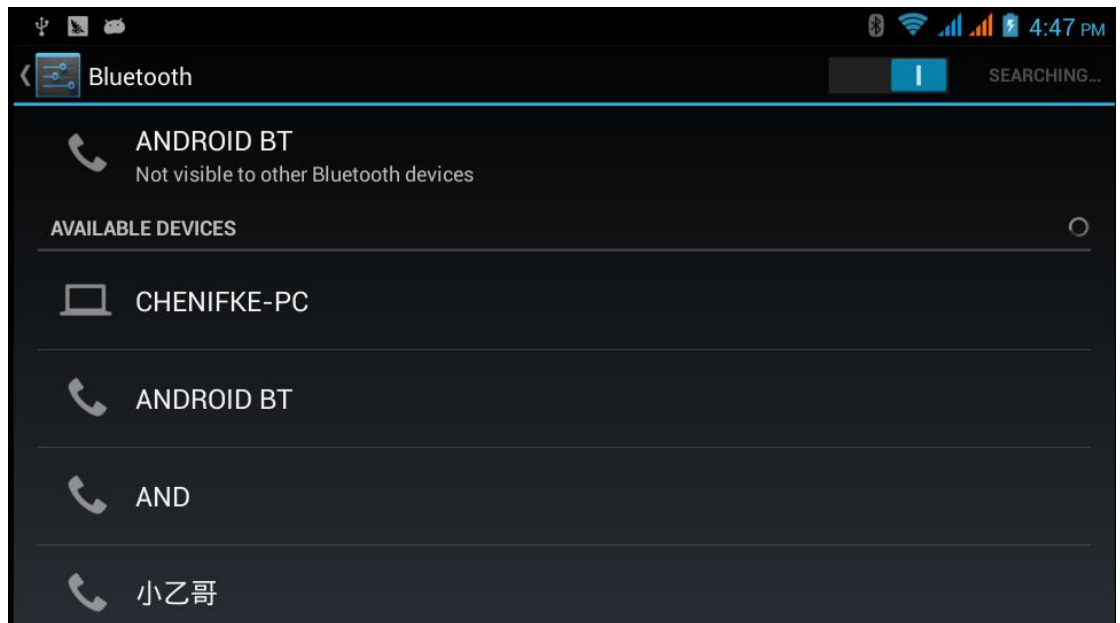 4:47 PM
Bluetooth
SEARCHING...
ANDROID BT
Not visible to other Bluetooth devices
AVAILABLE DEVICES
CHENIFKE-PC
ANDROID BT
AND
小乙哥